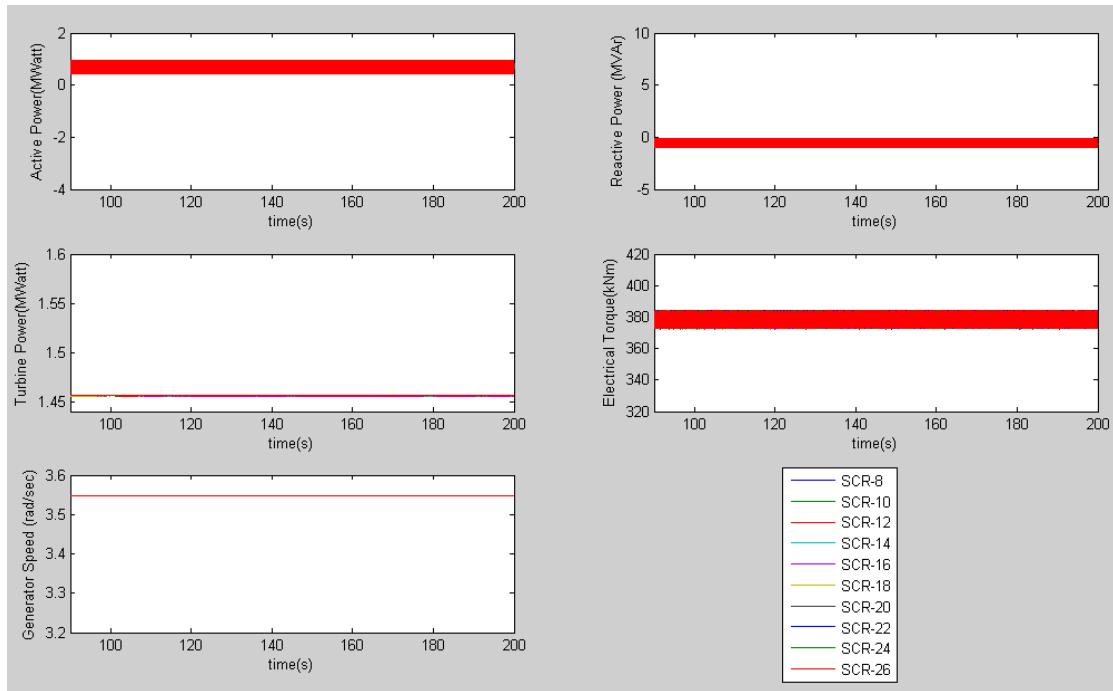 Active Power(MWatt)
2
0
-2
-4
100 120 140 160 180 200
time(s)
Reactive Power (MVAr)
10
5
0
-5
100 120 140 160 180 200
time(s)
Turbine Power(MWatt)
1.6
1.55
1.5
1.45
100 120 140 160 180 200
time(s)
Electrical Torque(kNm)
420
400
380
360
340
320
100 120 140 160 180 200
time(s)
Generator Speed (rad/sec)
3.6
3.5
3.4
3.3
3.2
100 120 140 160 180 200
time(s)
SCR-8
SCR-10
SCR-12
SCR-14
SCR-16
SCR-18
SCR-20
SCR-22
SCR-24
SCR-26